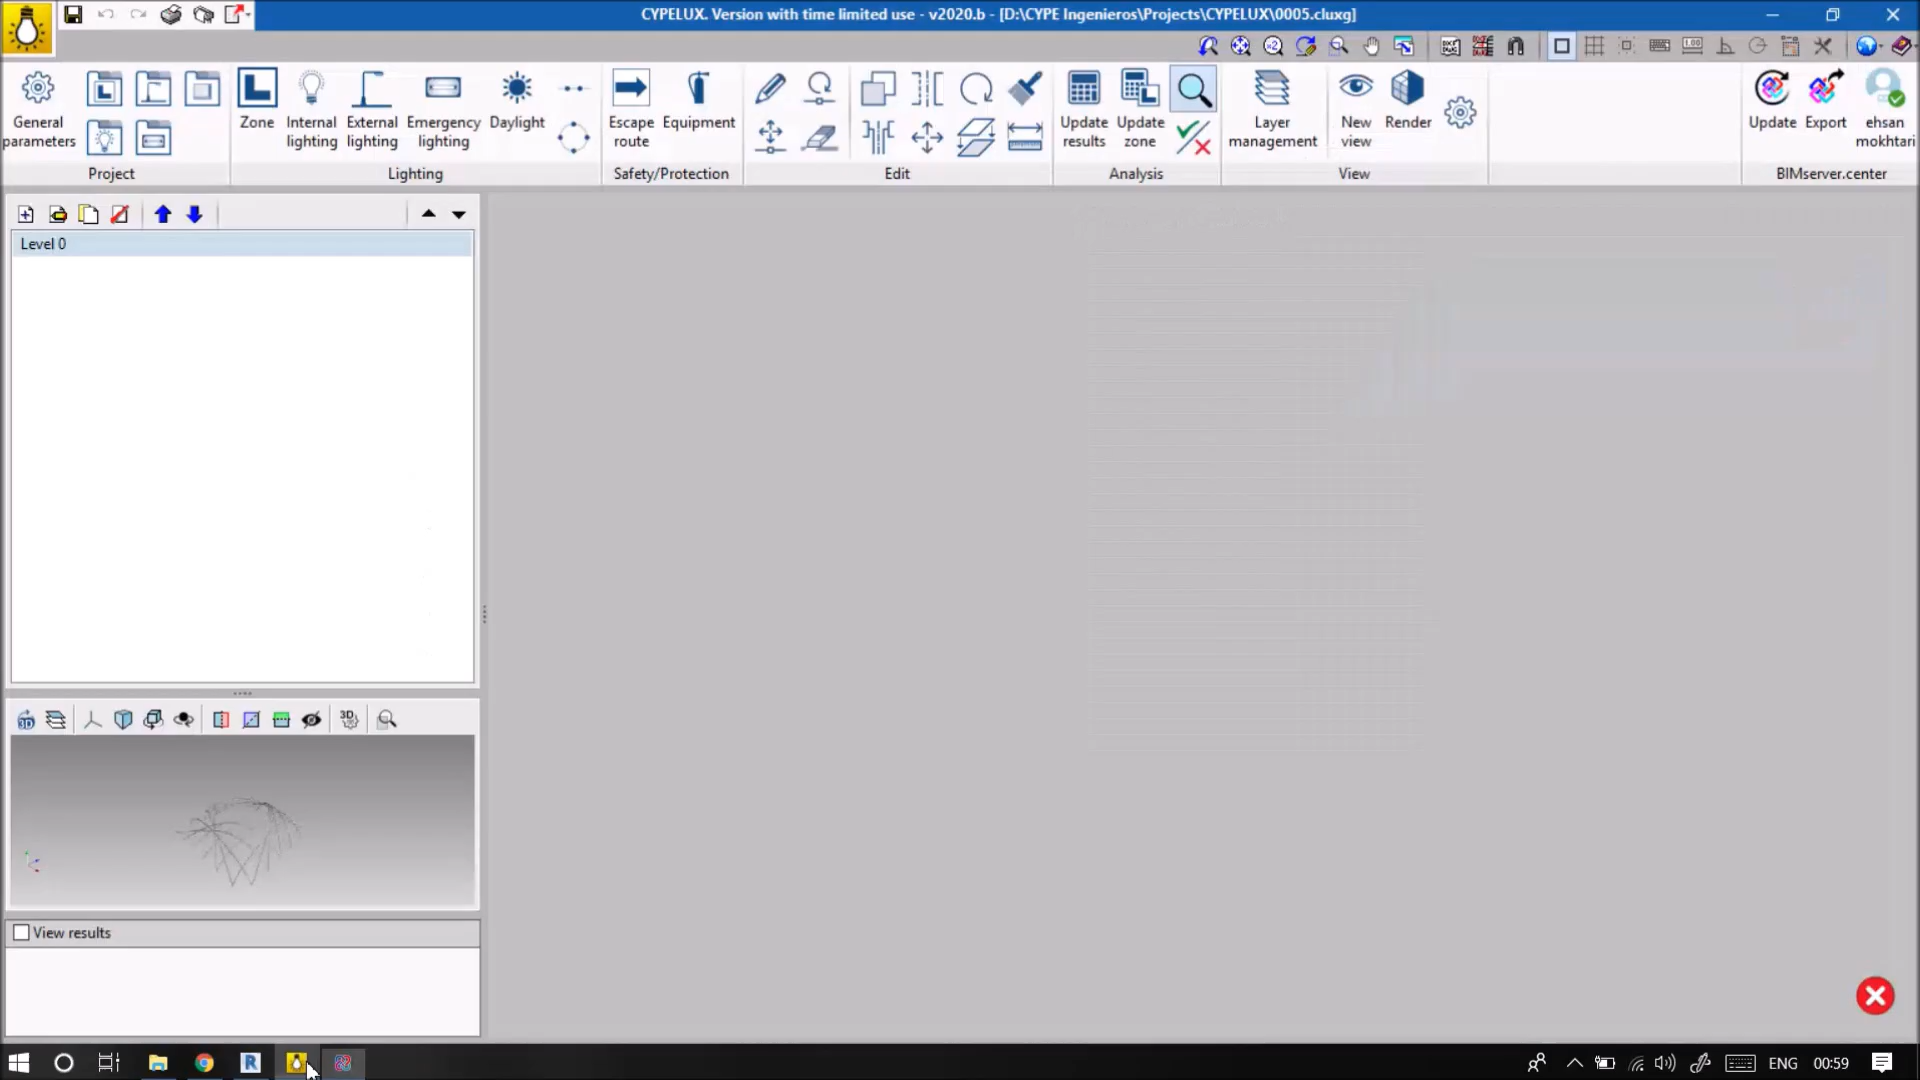 CYPELUX. Version with time limited use - v2020.b - [D:\CYPE Ingenieros\Projects\CYPELUX\0005.cluxg]
General parameters
Project
Zone
Internal lighting
External lighting
Emergency lighting
Daylight
Lighting
Escape route
Equipment
Safety/Protection
Edit
Update results
Update zone
Analysis
Layer management
New view
Render
View
Update
Export
ehsan mokhtari
BIMserver.center
Level 0
3D
3D
View results
R
ENG
00:59